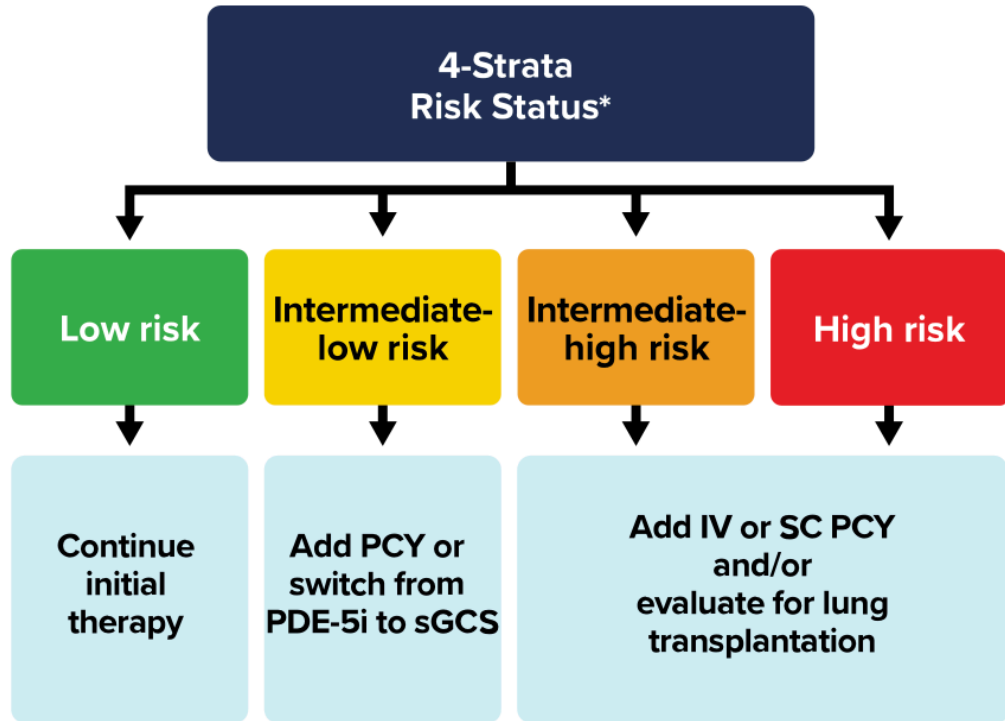 4-Strata
Risk Status*
Low risk
Intermediate-
low risk
Intermediate-
high risk
High risk
Continue
initial
therapy
Add PCY or
switch from
PDE-5i to sGCS
Add IV or SC PCY
and/or
evaluate for lung
transplantation